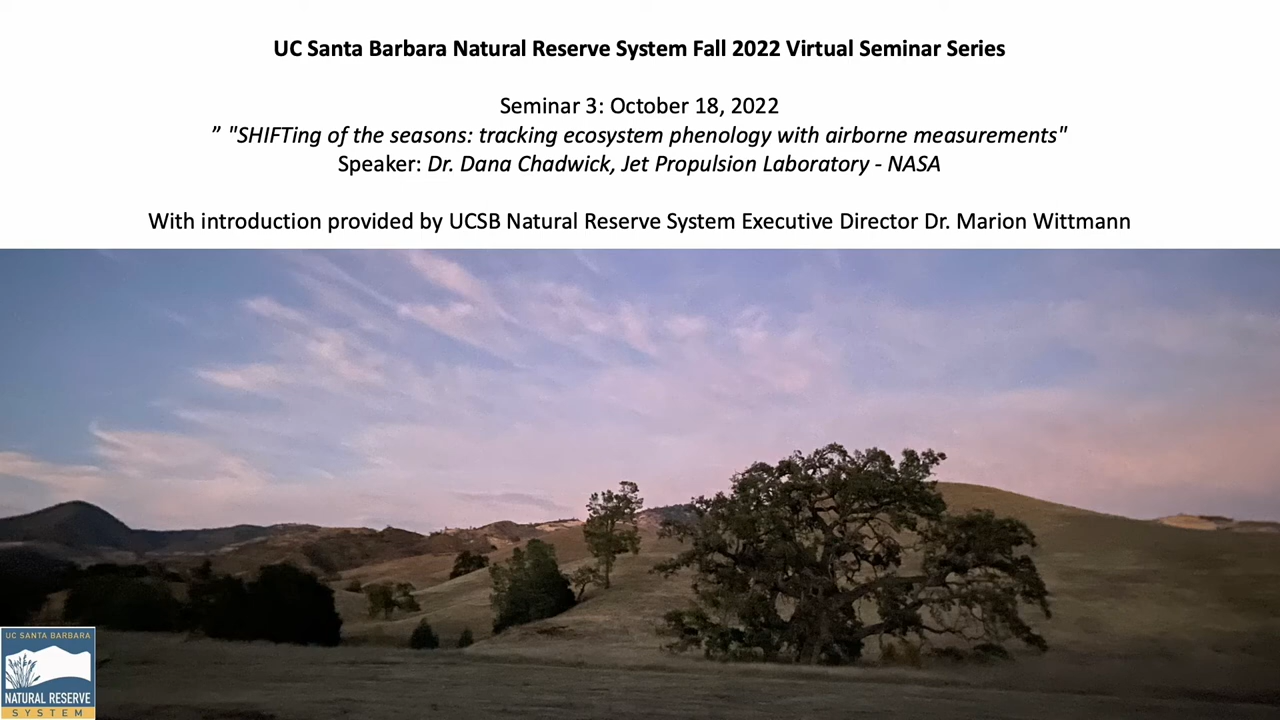 UC Santa Barbara Natural Reserve System Fall 2022 Virtual Seminar Series
Seminar 3: October 18, 2022
” "SHIFTing of the seasons: tracking ecosystem phenology with airborne measurements"
Speaker: Dr. Dana Chadwick, Jet Propulsion Laboratory - NASA
With introduction provided by UCSB Natural Reserve System Executive Director Dr. Marion Wittmann
UC SANTA BARBARA
NATURAL RESERVE
SYSTEM